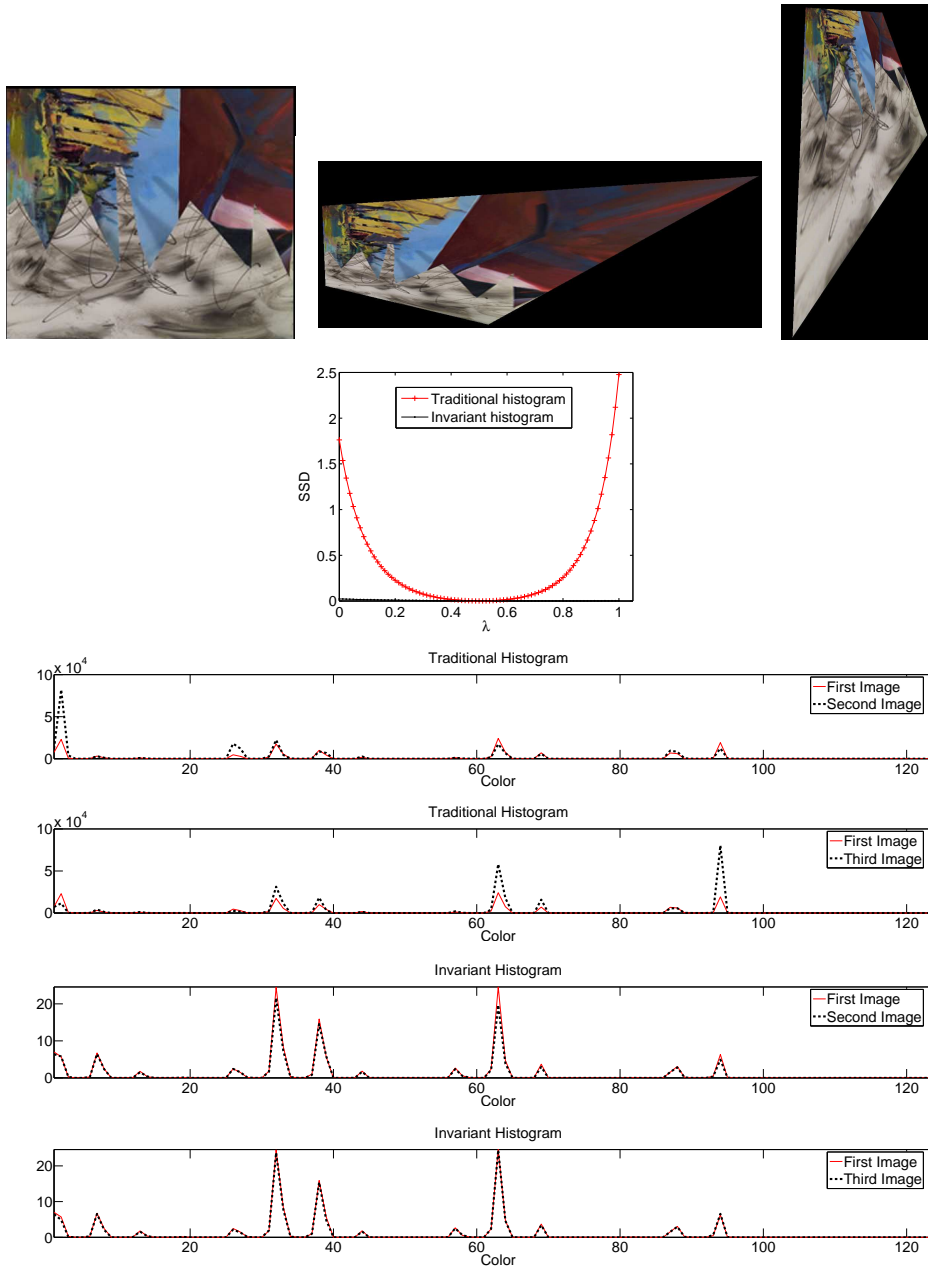 2.5
2
1.5
1
0.5
0
SSD
Traditional histogram
Invariant histogram
0 0.2 0.4 0.6 0.8 1
λ
Traditional Histogram
x 10^4
10
5
0
First Image
Second Image
20 40 60 80 100 120
Color
Traditional Histogram
x 10^4
10
5
0
First Image
Third Image
20 40 60 80 100 120
Color
Invariant Histogram
20
10
0
First Image
Second Image
20 40 60 80 100 120
Color
Invariant Histogram
20
10
0
First Image
Third Image
20 40 60 80 100 120
Color